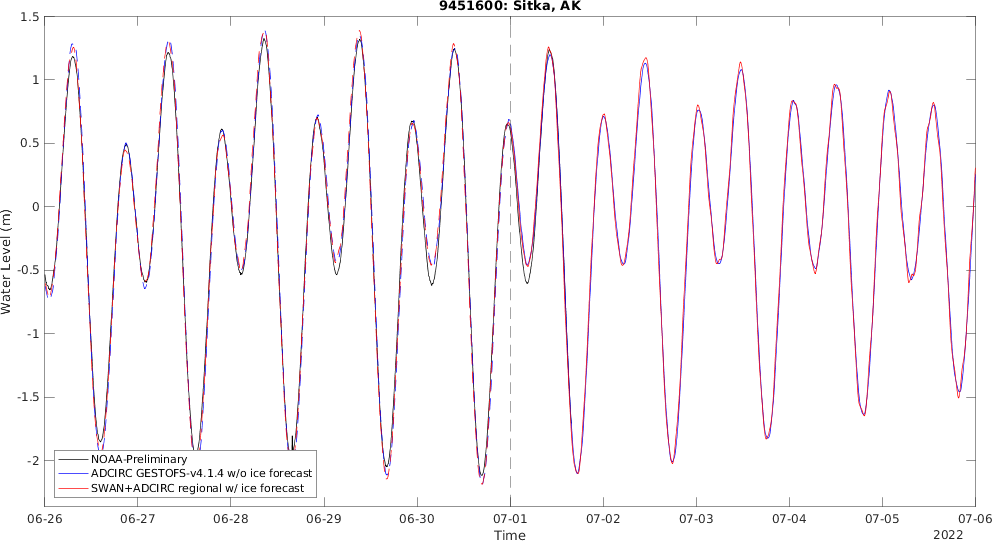 9451600: Sitka, AK
1.5
1
0.5
0
-0.5
-1
-1.5
-2
Water Level (m)
NOAA-Preliminary
ADCIRC GESTOFS-v4.1.4 w/o ice forecast
SWAN+ADCIRC regional w/ ice forecast
06-26 06-27 06-28 06-29 06-30 07-01 07-02 07-03 07-04 07-05 07-06
Time
2022